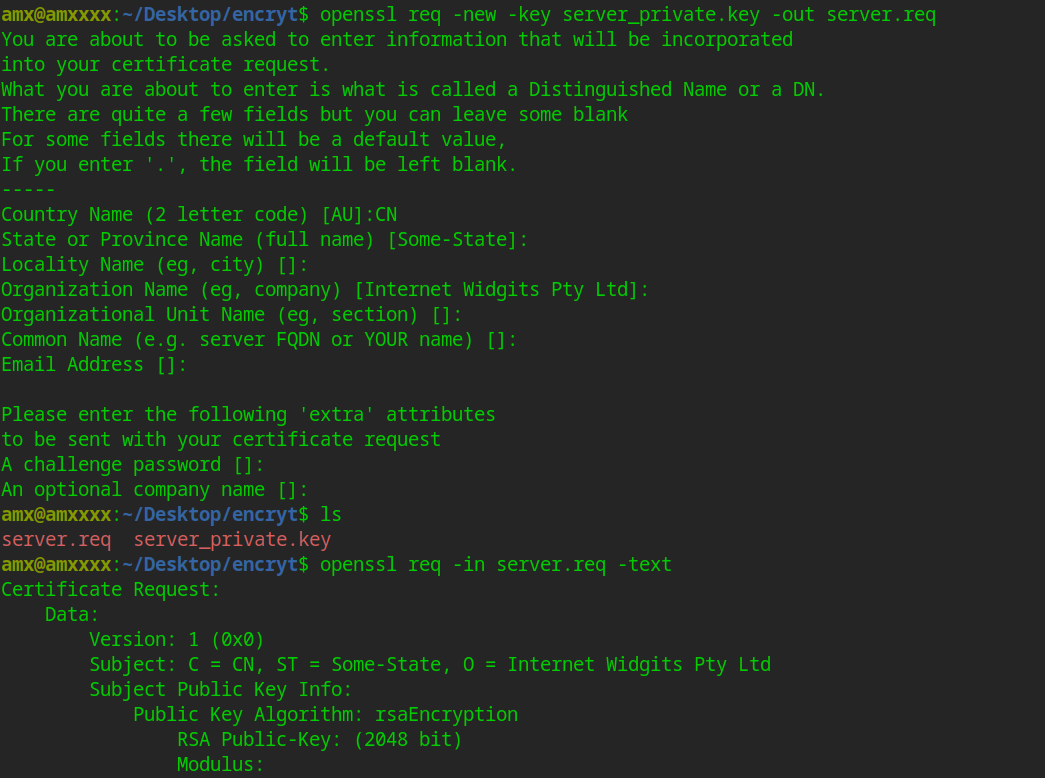 amx@amxxxx:~/Desktop/encryt$ openssl req -new -key server_private.key -out server.req
You are about to be asked to enter information that will be incorporated
into your certificate request.
What you are about to enter is what is called a Distinguished Name or a DN.
There are quite a few fields but you can leave some blank
For some fields there will be a default value,
If you enter '.', the field will be left blank.
-----
Country Name (2 letter code) [AU]:CN
State or Province Name (full name) [Some-State]:
Locality Name (eg, city) []:
Organization Name (eg, company) [Internet Widgits Pty Ltd]:
Organizational Unit Name (eg, section) []:
Common Name (e.g. server FQDN or YOUR name) []:
Email Address []:
Please enter the following 'extra' attributes
to be sent with your certificate request
A challenge password []:
An optional company name []:
amx@amxxxx:~/Desktop/encryt$ ls
server.req  server_private.key
amx@amxxxx:~/Desktop/encryt$ openssl req -in server.req -text
Certificate Request:
    Data:
        Version: 1 (0x0)
        Subject: C = CN, ST = Some-State, O = Internet Widgits Pty Ltd
        Subject Public Key Info:
            Public Key Algorithm: rsaEncryption
                RSA Public-Key: (2048 bit)
                Modulus: